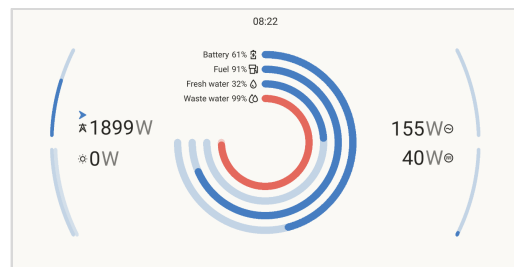 08:22
Battery 61%
Fuel 91%
Fresh water 32%
Waste water 99%
1899W
0W
155W
40W